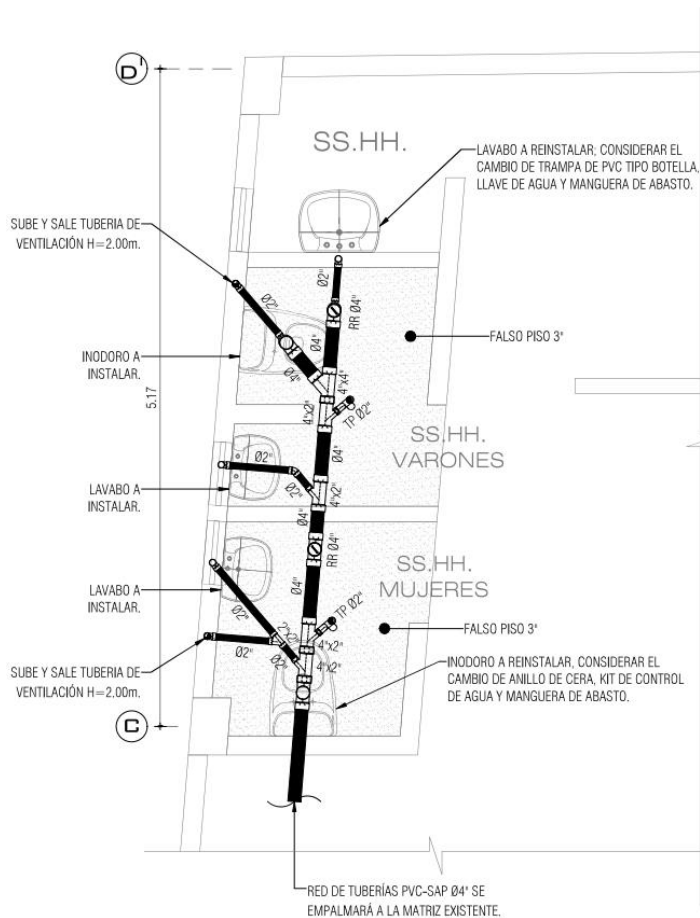 D'
SS.HH.
LAVABO A REINSTALAR, CONSIDERAR EL
CAMBIO DE TRAMPA DE PVC TIPO BOTELLA,
LLAVE DE AGUA Y MANGUERA DE ABASTO.
SUBE Y SALE TUBERIA DE
VENTILACIÓN H=2.00m.
Ø2"
Ø2"
RR Ø4"
FALSO PISO 3"
INODORO A
INSTALAR.
Ø4"
Ø4"
4"x4"
4"x2"
TP Ø2"
5.17
SS.HH.
VARONES
Ø4"
Ø2"
Ø2"
4"x2"
LAVABO A
INSTALAR.
Ø4"
RR Ø4"
SS.HH.
MUJERES
Ø4"
LAVABO A
INSTALAR.
Ø2"
TP Ø2"
FALSO PISO 3"
2"x2"
4"x2"
Ø2"
Ø2"
4"x2"
SUBE Y SALE TUBERIA DE
VENTILACIÓN H=2.00m.
INODORO A REINSTALAR, CONSIDERAR EL
CAMBIO DE ANILLO DE CERA, KIT DE CONTROL
DE AGUA Y MANGUERA DE ABASTO.
C
RED DE TUBERÍAS PVC-SAP Ø4" SE
EMPALMARÁ A LA MATRIZ EXISTENTE.